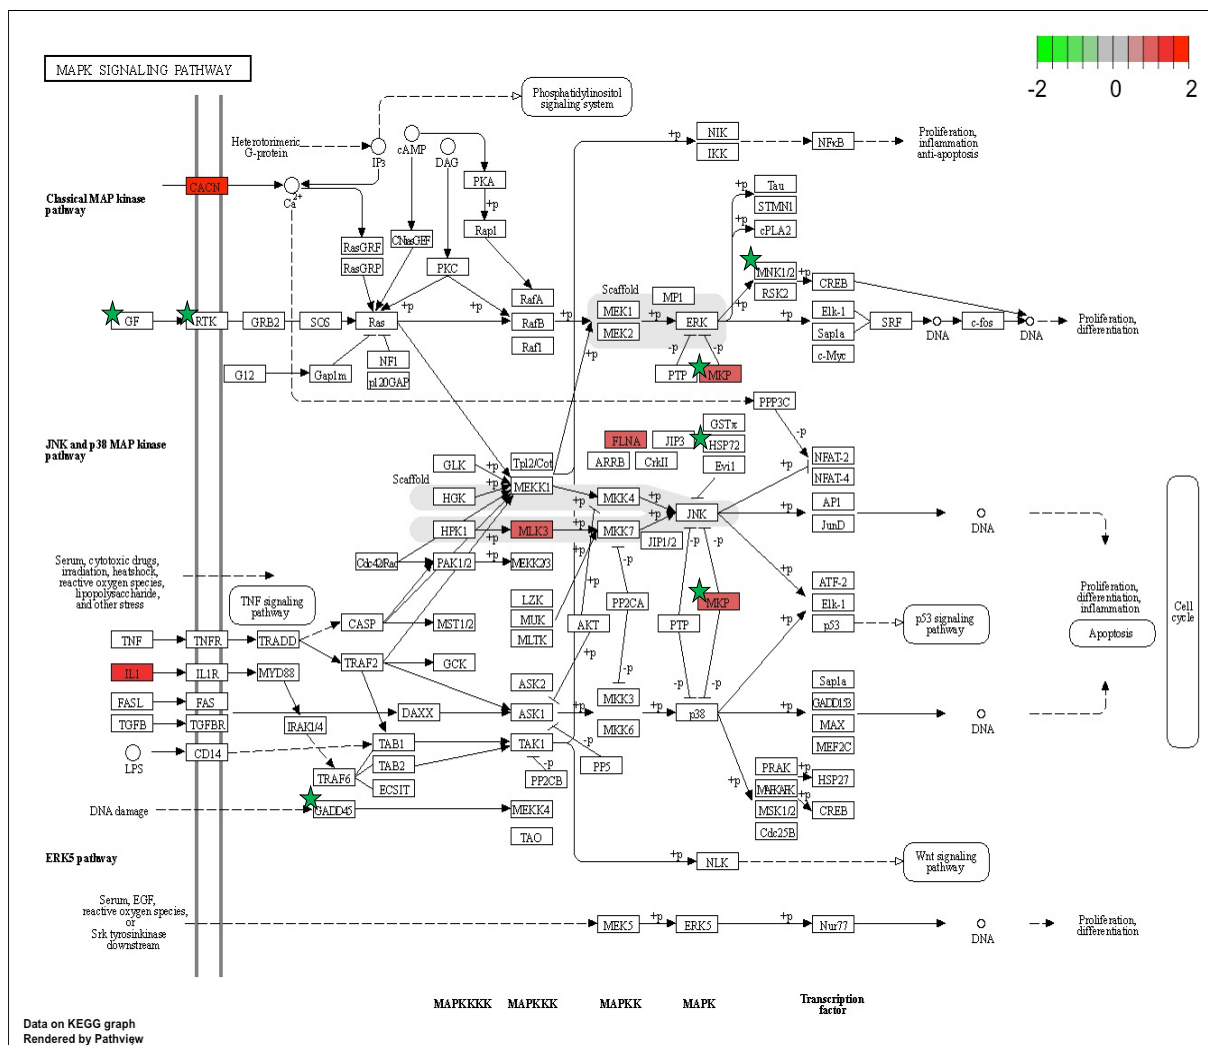 MAPK SIGNALING PATHWAY
-2 0 2
Phosphatidylinositol
signaling system
Heterotorimeric
G-protein
IP3
cAMP
DAG
+p
NIK
IKK
NFκB
Proliferation,
inflammation
anti-apoptosis
Classical MAP kinase
pathway
CACN
Ca2+
PKA
+p
Rap1
RasGRF
RasGRP
CNrasGEF
PKC
Tau
STMN1
cPLA2
+p
+p
MNK1/2
RSK2
+p
CREB
GF
RTK
GRB2
SOS
Ras
+p
+p
RafA
RafB
Raf1
+p
+p
Scaffold
MEK1
MEK2
MP1
+p
ERK
+p
+p
Elk-1
Sap1a
c-Myc
SRF
DNA
c-fos
DNA
Proliferation,
differentiation
G12
Gap1m
NF1
p120GAP
-p
-p
PTP
MKP
PPP3C
-p
JNK and p38 MAP kinase
pathway
FLNA
JIP3
GSTπ
HSP72
ARRB
CrkII
Evi1
NFAT-2
NFAT-4
GLK
Tpl2/Cot
+p
Scaffold
HGK
+p
MEKK1
+p
MKK4
+p
JNK
+p
AP1
JunD
DNA
HPK1
+p
MLK3
+p
MKK7
+p
JIP1/2
-p
-p
Cdc42/Rac
+p
PAK1/2
+p
MEKK2/3
-p
Serum, cytotoxic drugs,
irradiation, heatshock,
reactive oxygen species,
lipopolysaccharide,
and other stress
TNF signaling
pathway
LZK
MUK
MLTK
PP2CA
AKT
-p
MKP
PTP
+p
ATF-2
Elk-1
p53
p53 signaling
pathway
Proliferation,
differentiation,
inflammation
Apoptosis
Cell
cycle
CASP
MST1/2
TNF
TNFR
TRADD
TRAF2
GCK
+p
-p
-p
+p
IL1
IL1R
MYD88
ASK2
MKK3
Sap1a
GADD153
MAX
MEF2C
FASL
FAS
DAXX
ASK1
+p
MKK6
+p
p38
+p
DNA
TGFB
TGFBR
IRAK1/4
LPS
CD14
TAB1
TAK1
-p
TAB2
TRAF6
ECSIT
-p
PP2CB
PP5
+p
PRAK
+p
HSP27
MAPKAPK
+p
MSK1/2
CREB
Cdc25B
DNA damage
GADD45
MEKK4
TAO
ERK5 pathway
+p
NLK
Wnt signaling
pathway
Serum, EGF,
reactive oxygen species,
or
Srk tyrosinkinase
downstream
MEK5
+p
ERK5
+p
Nur77
DNA
Proliferation,
differentiation
MAPKKKK
MAPKKK
MAPKK
MAPK
Transcription
factor
Data on KEGG graph
Rendered by Pathview